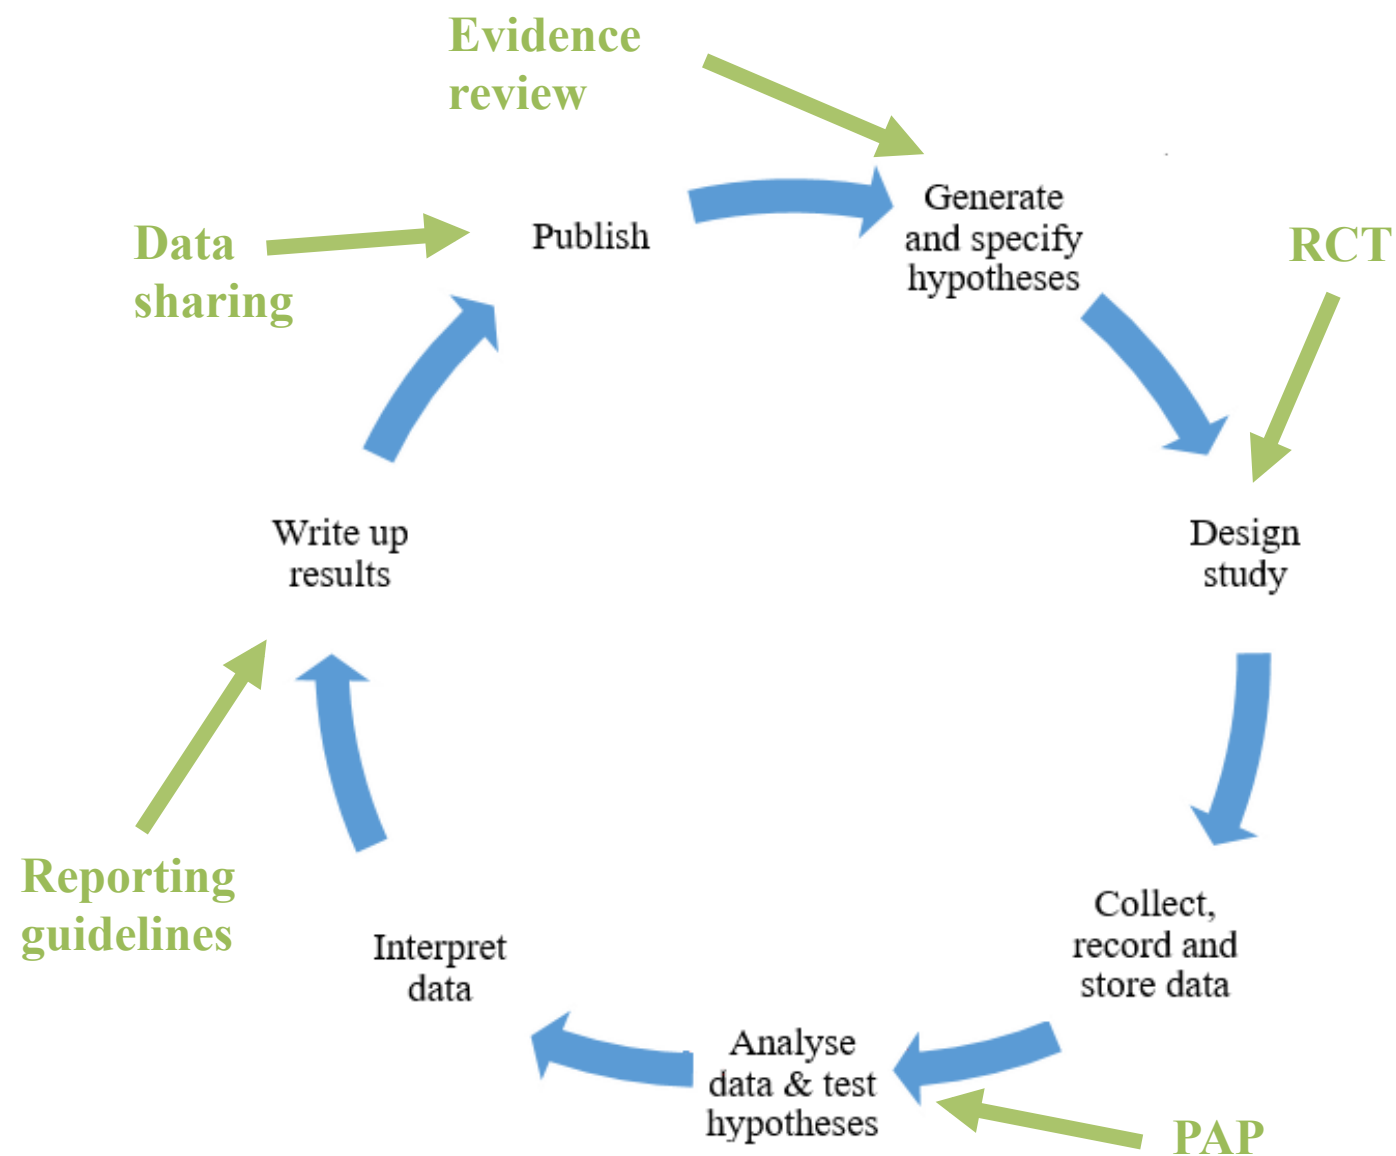 Evidence
review
Generate
and specify
hypotheses
Publish
Data
sharing
RCT
Write up
results
Design
study
Reporting
guidelines
Collect,
record and
store data
Interpret
data
Analyse
data & test
hypotheses
PAP